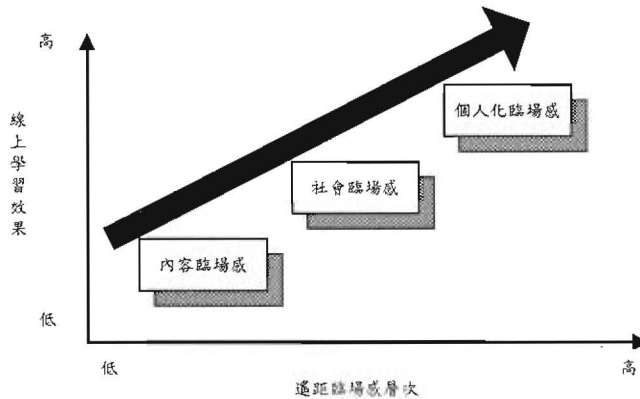 高
線上學習效果
個人化臨場感
社會臨場感
內容臨場感
低
低
高
遙距臨場感層次